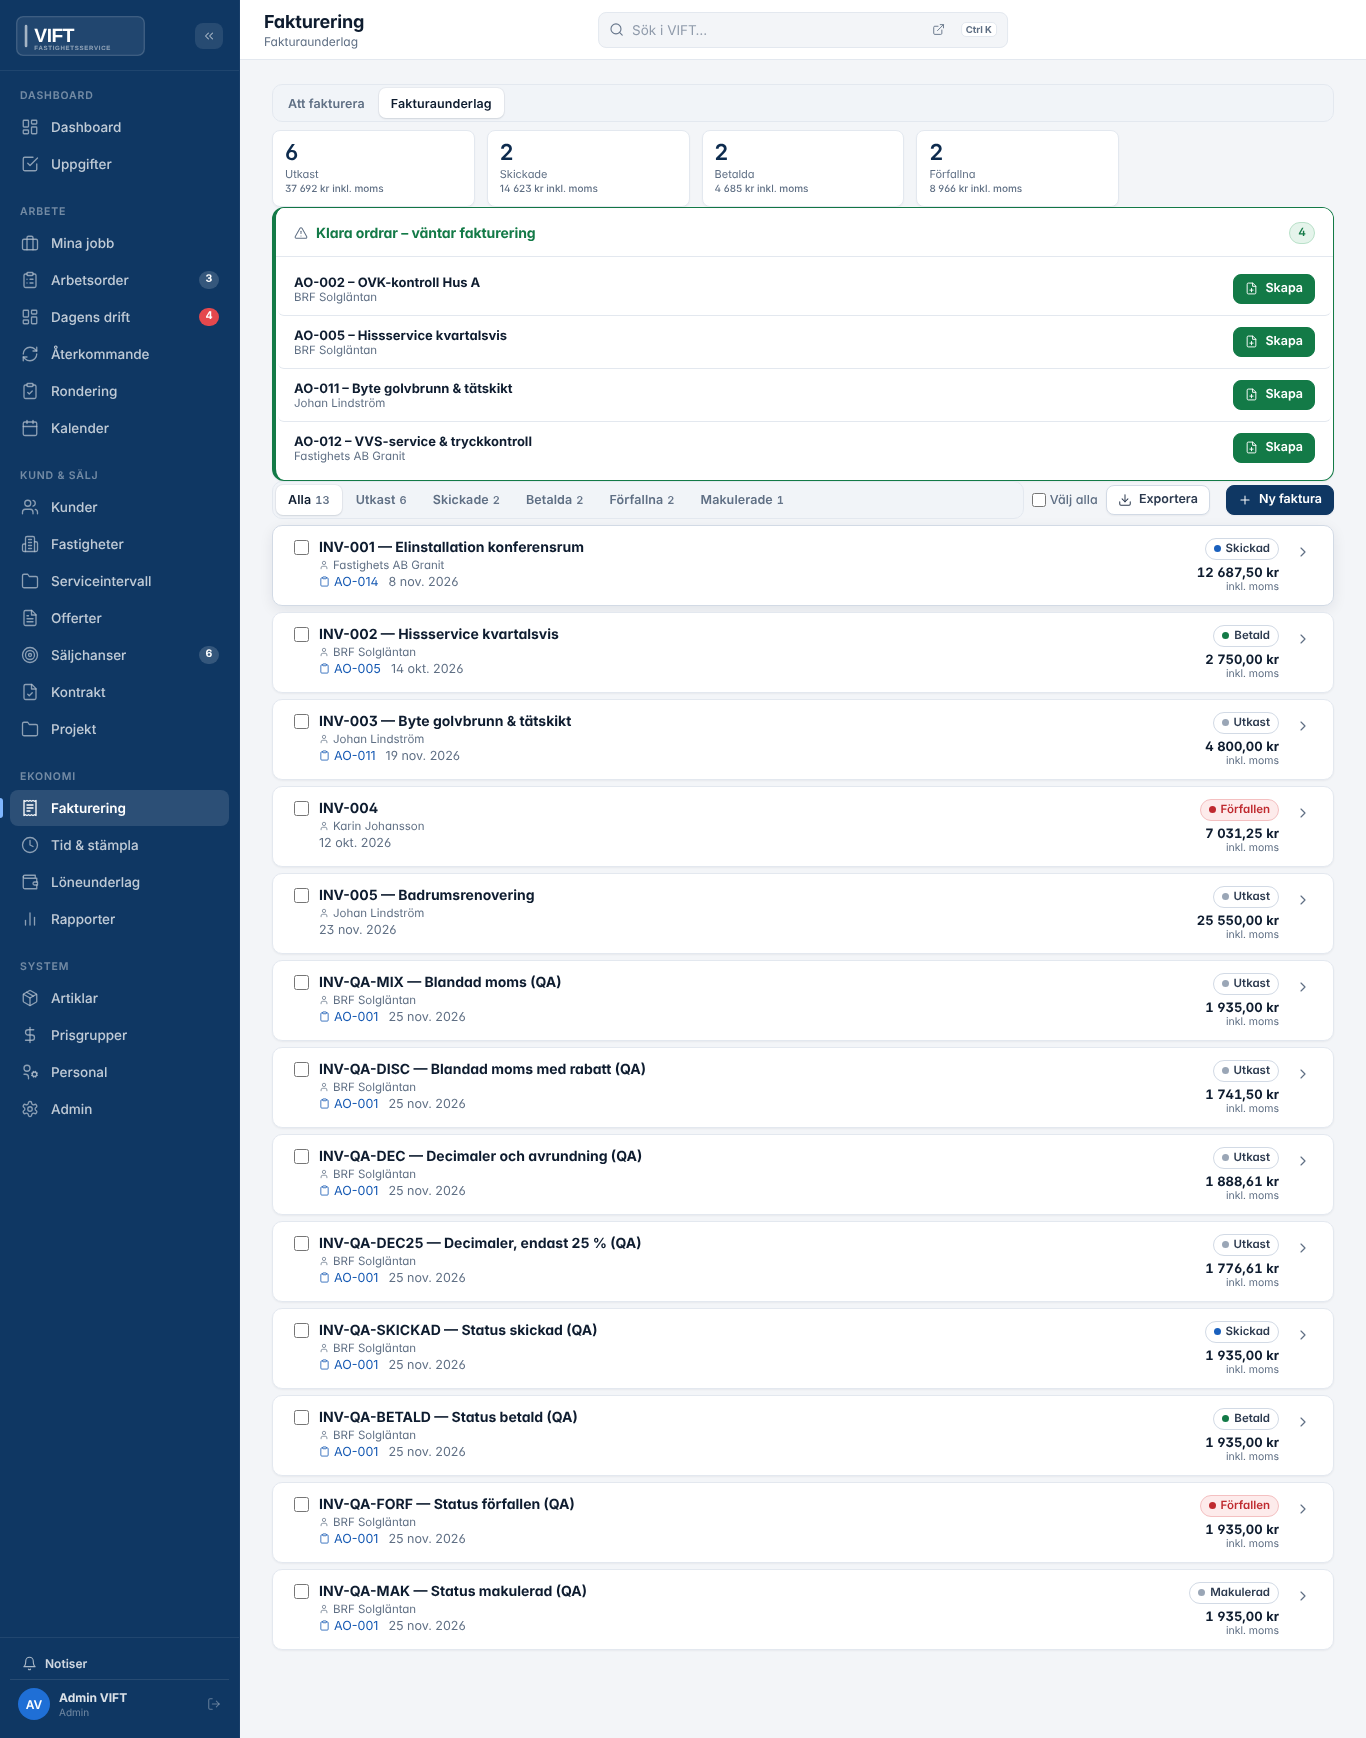 VIFT
FASTIGHETSSERVICE
DASHBOARD
Dashboard
Uppgifter
ARBETE
Mina jobb
Arbetsorder 3
Dagens drift 4
Återkommande
Rondering
Kalender
KUND & SÄLJ
Kunder
Fastigheter
Serviceintervall
Offerter
Säljchanser 6
Kontrakt
Projekt
EKONOMI
Fakturering
Tid & stämpla
Löneunderlag
Rapporter
SYSTEM
Artiklar
Prisgrupper
Personal
Admin
Notiser
AV
Admin VIFT
Admin
Fakturering
Fakturaunderlag
Sök i VIFT... Ctrl K
Att fakturera Fakturaunderlag
6
Utkast
37 692 kr inkl. moms
2
Skickade
14 623 kr inkl. moms
2
Betalda
4 685 kr inkl. moms
2
Förfallna
8 966 kr inkl. moms
Klara ordrar – väntar fakturering 4
AO-002 – OVK-kontroll Hus A
BRF Solgläntan
Skapa
AO-005 – Hissservice kvartalsvis
BRF Solgläntan
Skapa
AO-011 – Byte golvbrunn & tätskikt
Johan Lindström
Skapa
AO-012 – VVS-service & tryckkontroll
Fastighets AB Granit
Skapa
Alla 13 Utkast 6 Skickade 2 Betalda 2 Förfallna 2 Makulerade 1
Välj alla Exportera + Ny faktura
INV-001 — Elinstallation konferensrum
Fastighets AB Granit
AO-014 8 nov. 2026
Skickad
12 687,50 kr
inkl. moms
INV-002 — Hissservice kvartalsvis
BRF Solgläntan
AO-005 14 okt. 2026
Betald
2 750,00 kr
inkl. moms
INV-003 — Byte golvbrunn & tätskikt
Johan Lindström
AO-011 19 nov. 2026
Utkast
4 800,00 kr
inkl. moms
INV-004
Karin Johansson
12 okt. 2026
Förfallen
7 031,25 kr
inkl. moms
INV-005 — Badrumsrenovering
Johan Lindström
23 nov. 2026
Utkast
25 550,00 kr
inkl. moms
INV-QA-MIX — Blandad moms (QA)
BRF Solgläntan
AO-001 25 nov. 2026
Utkast
1 935,00 kr
inkl. moms
INV-QA-DISC — Blandad moms med rabatt (QA)
BRF Solgläntan
AO-001 25 nov. 2026
Utkast
1 741,50 kr
inkl. moms
INV-QA-DEC — Decimaler och avrundning (QA)
BRF Solgläntan
AO-001 25 nov. 2026
Utkast
1 888,61 kr
inkl. moms
INV-QA-DEC25 — Decimaler, endast 25 % (QA)
BRF Solgläntan
AO-001 25 nov. 2026
Utkast
1 776,61 kr
inkl. moms
INV-QA-SKICKAD — Status skickad (QA)
BRF Solgläntan
AO-001 25 nov. 2026
Skickad
1 935,00 kr
inkl. moms
INV-QA-BETALD — Status betald (QA)
BRF Solgläntan
AO-001 25 nov. 2026
Betald
1 935,00 kr
inkl. moms
INV-QA-FORF — Status förfallen (QA)
BRF Solgläntan
AO-001 25 nov. 2026
Förfallen
1 935,00 kr
inkl. moms
INV-QA-MAK — Status makulerad (QA)
BRF Solgläntan
AO-001 25 nov. 2026
Makulerad
1 935,00 kr
inkl. moms